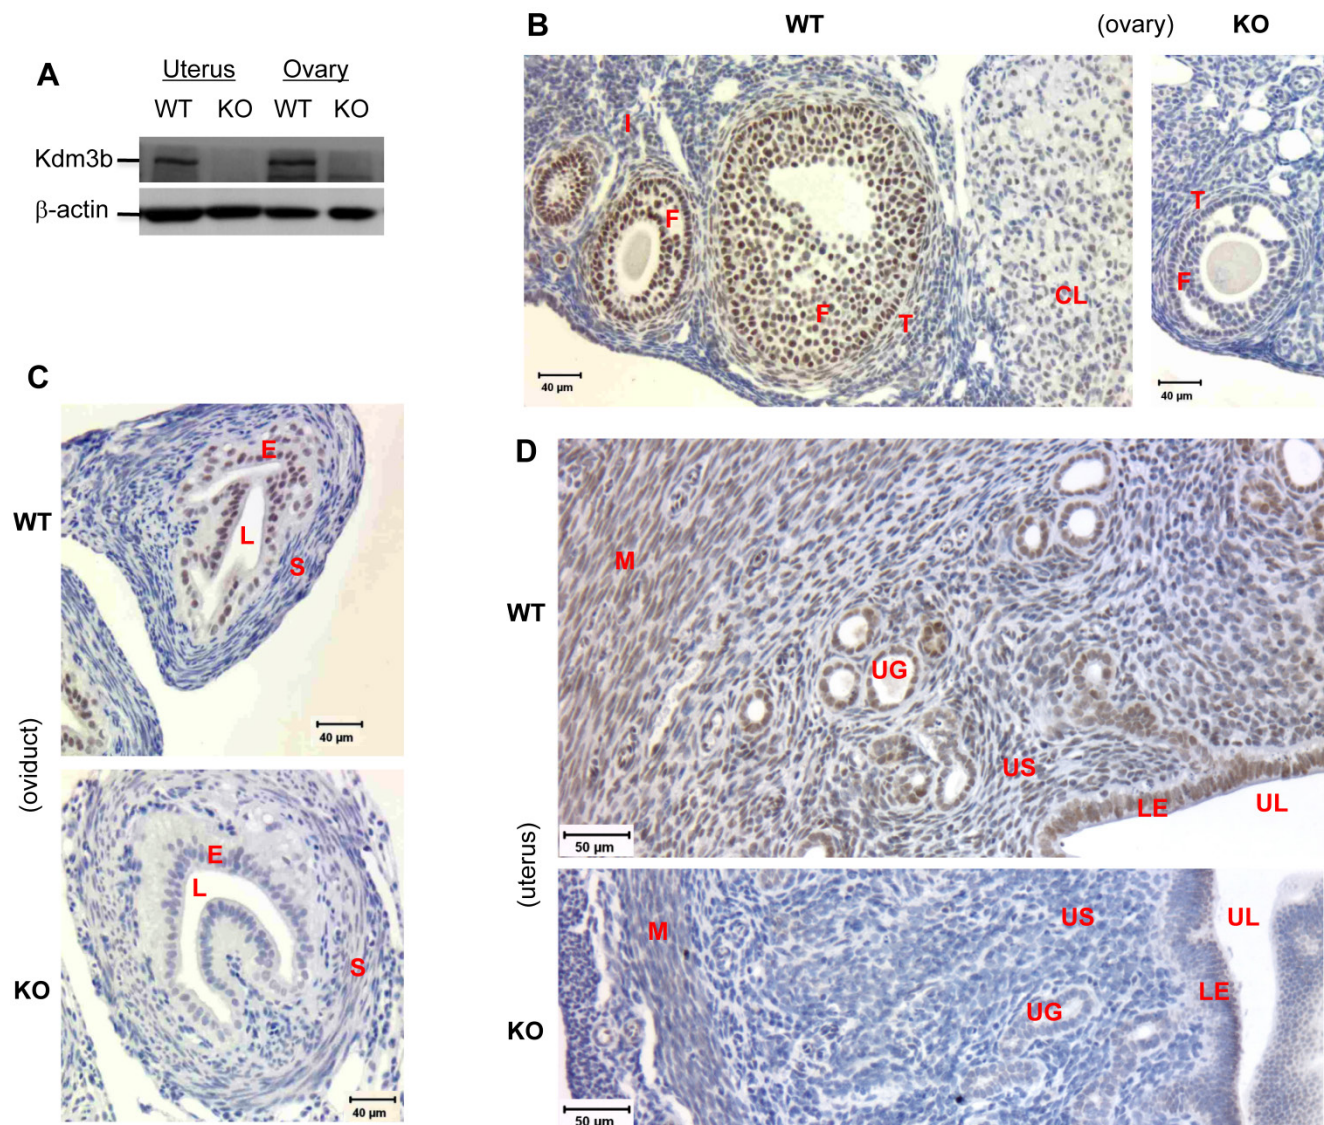 A
Uterus Ovary
WT KO WT KO
Kdm3b
β-actin
B
WT (ovary) KO
I
F
F
T
CL
40 µm
T
F
40 µm
C
WT
E
L
S
40 µm
(oviduct)
KO
E
L
S
40 µm
D
WT
M
UG
US
LE UL
50 µm
(uterus)
KO
M US UL
UG LE
50 µm